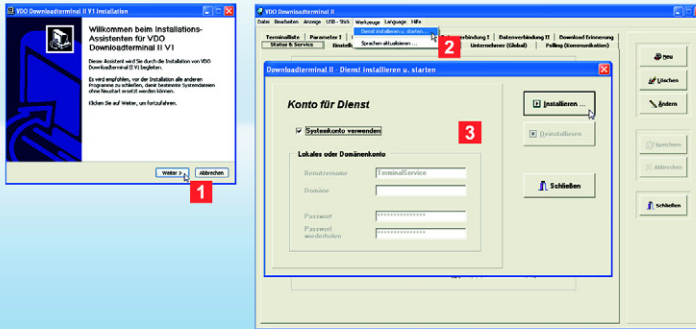 VDO Downloadterminal II V1 Installation
Willkommen beim Installations-
Assistenten für VDO
Downloadterminal II V1
Dieser Assistent wird Sie durch die Installation von VDO
Downloadterminal II V1 begleiten.
Es wird empfohlen, vor der Installation alle anderen
Programme zu schließen, damit bestimmte Systemdateien
ohne Neustart ersetzt werden können.
Klicken Sie auf Weiter, um fortzufahren.
Weiter >
Abbrechen
1
VDO Downloadterminal II
Datei Bearbeiten Anzeige USB - Stick Werkzeuge Language Hilfe
Dienst installieren u. starten...
Sprachen aktualisieren ...
2
Terminalliste Parameter I Datenverbindung II Download Erinnerung
Status & Service Unternehmer (Global) Polling (Kommunikation)
Neu
Löschen
Ändern
Speichern
Abbrechen
Schließen
Downloadterminal II - Dienst installieren u. starten
Konto für Dienst
Systemkonto verwenden
3
Lokales oder Domänenkonto
Benutzername TerminalService
Domäne
Passwort **************
Passwort
wiederholen **************
Installieren ...
Deinstallieren
Schließen